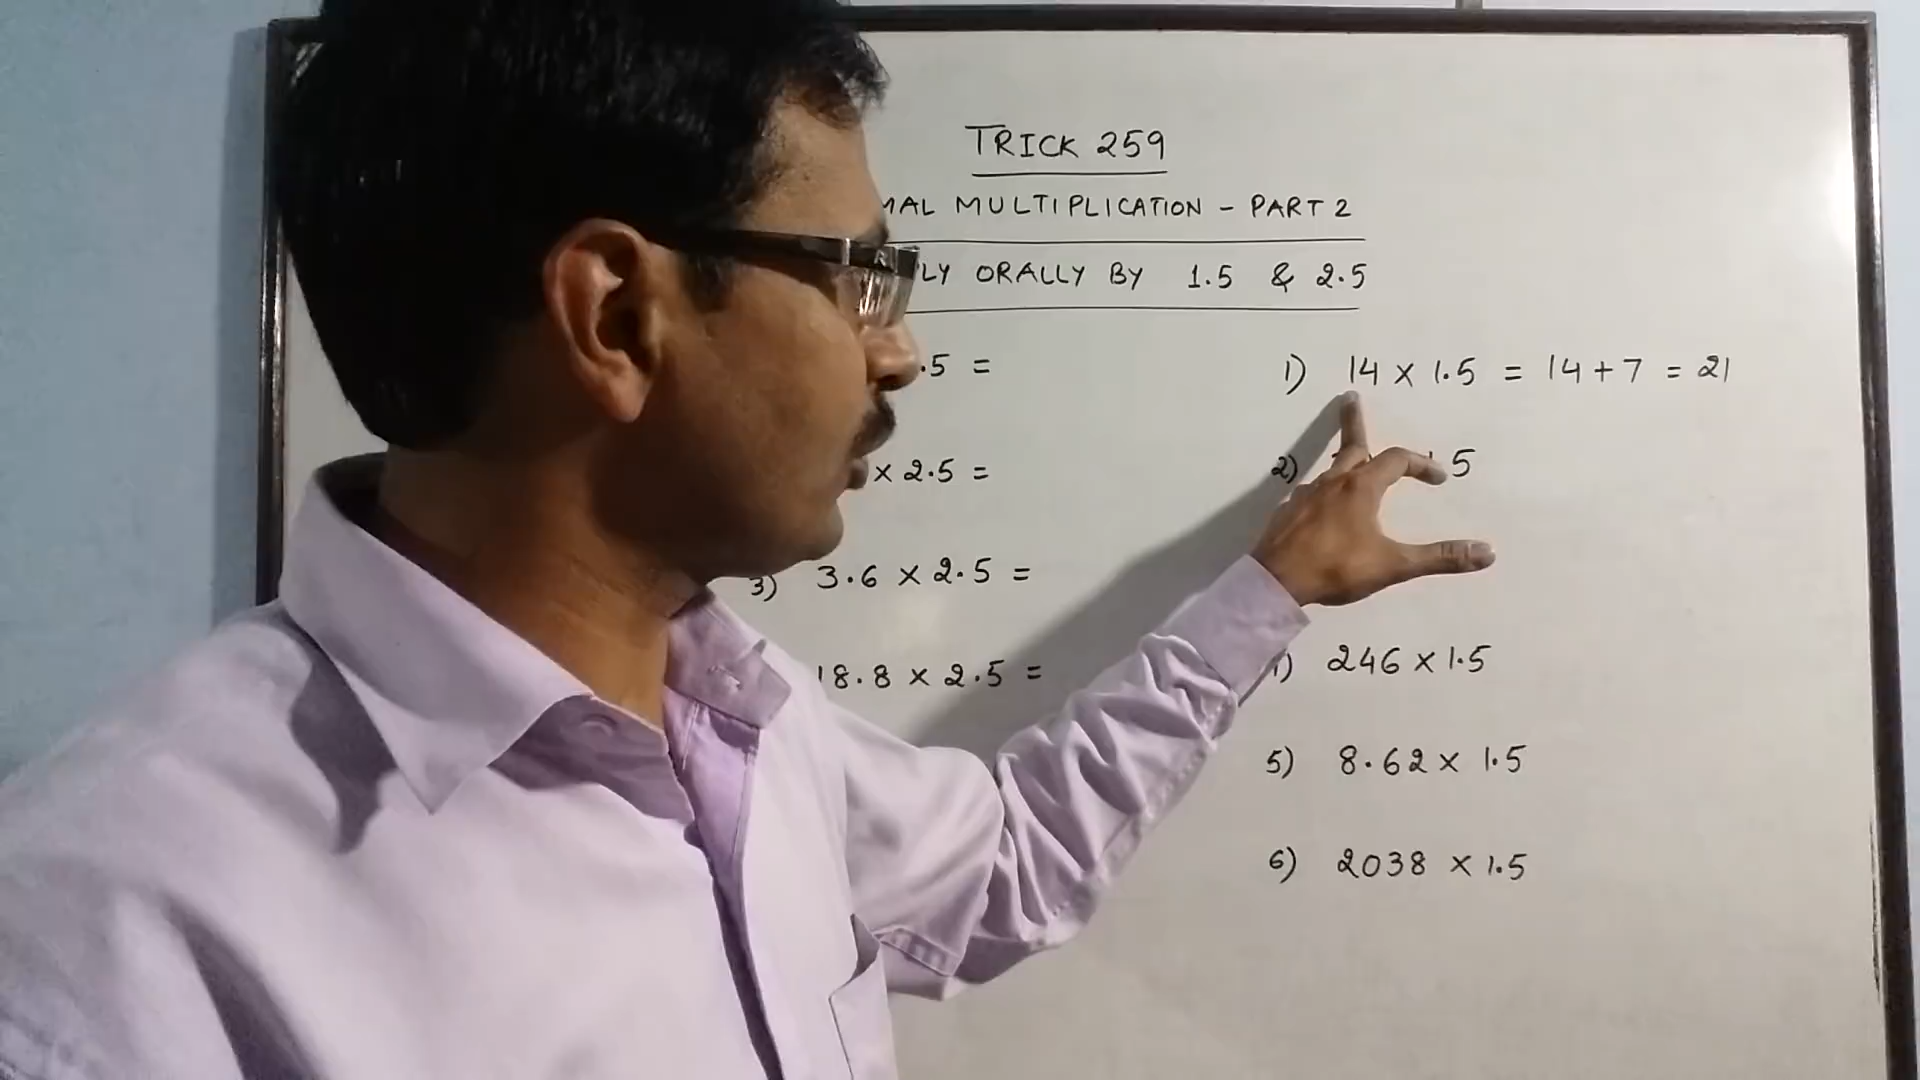 TRICK 259
MULTIPLICATION - PART 2
ORALLY BY 1.5 & 2.5
.5 =
x 2.5 =
3) 3.6 x 2.5 =
18.8 x 2.5 =
1) 14 x 1.5 = 14 + 7 = 21
2) 5
246 x 1.5
5) 8.62 x 1.5
6) 2038 x 1.5